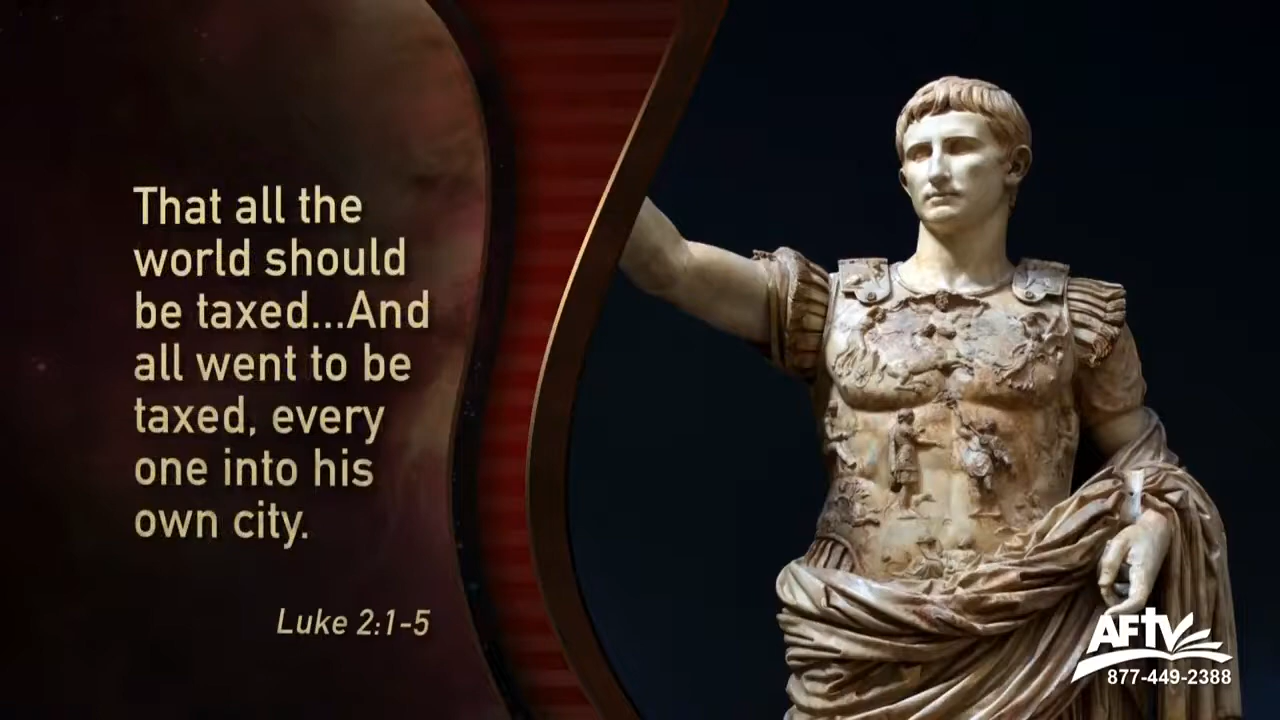 That all the
world should
be taxed...And
all went to be
taxed, every
one into his
own city.
Luke 2:1-5
AFtv
877-449-2388